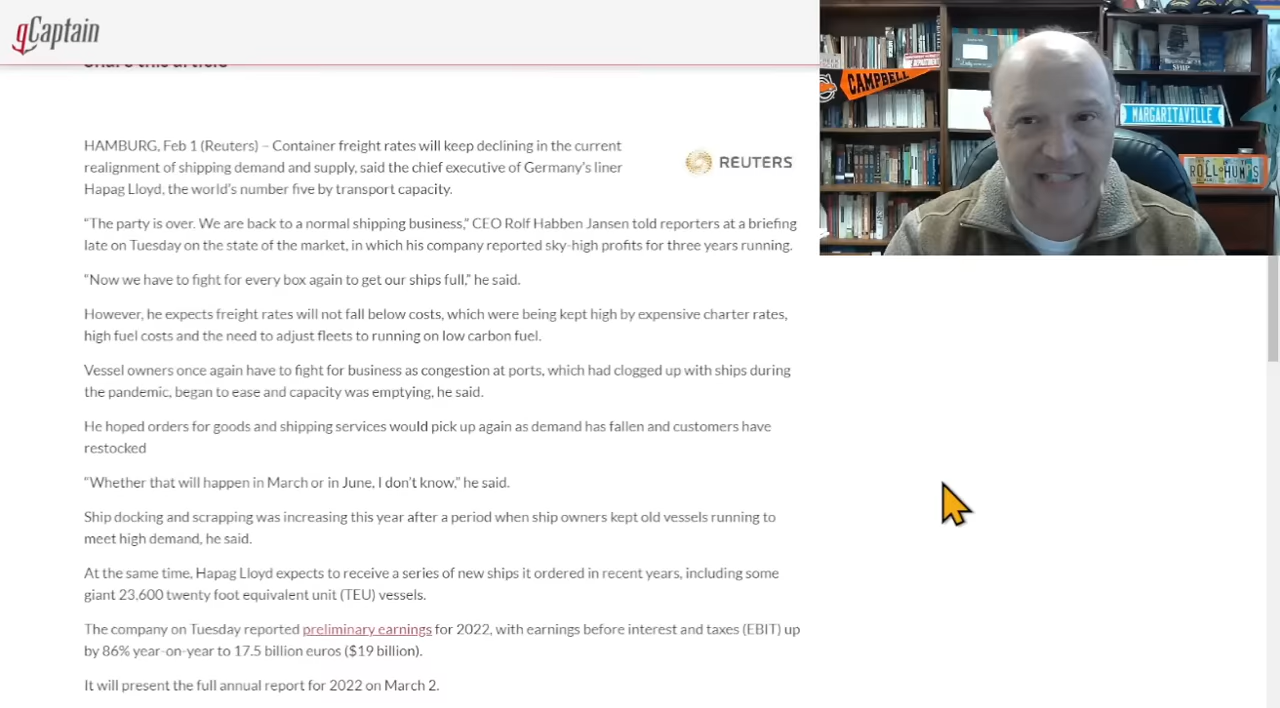 gCaptain
Share this article
HAMBURG, Feb 1 (Reuters) – Container freight rates will keep declining in the current
realignment of shipping demand and supply, said the chief executive of Germany's liner
Hapag Lloyd, the world's number five by transport capacity.
REUTERS
"The party is over. We are back to a normal shipping business," CEO Rolf Habben Jansen told reporters at a briefing
late on Tuesday on the state of the market, in which his company reported sky-high profits for three years running.
"Now we have to fight for every box again to get our ships full," he said.
However, he expects freight rates will not fall below costs, which were being kept high by expensive charter rates,
high fuel costs and the need to adjust fleets to running on low carbon fuel.
Vessel owners once again have to fight for business as congestion at ports, which had clogged up with ships during
the pandemic, began to ease and capacity was emptying, he said.
He hoped orders for goods and shipping services would pick up again as demand has fallen and customers have
restocked
"Whether that will happen in March or in June, I don't know," he said.
Ship docking and scrapping was increasing this year after a period when ship owners kept old vessels running to
meet high demand, he said.
At the same time, Hapag Lloyd expects to receive a series of new ships it ordered in recent years, including some
giant 23,600 twenty foot equivalent unit (TEU) vessels.
The company on Tuesday reported preliminary earnings for 2022, with earnings before interest and taxes (EBIT) up
by 86% year-on-year to 17.5 billion euros ($19 billion).
It will present the full annual report for 2022 on March 2.
CAMPBELL
MARGARITAVILLE
ROLL HUMPS